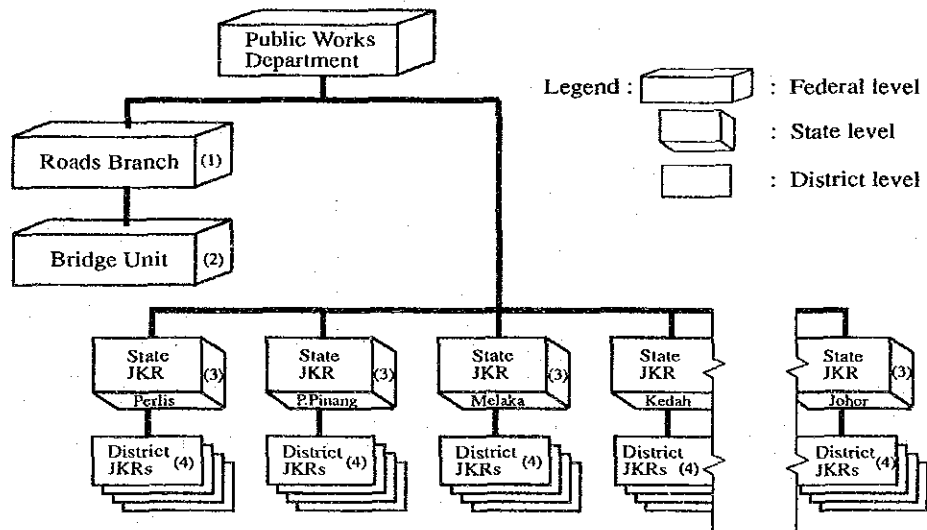 Public Works
Department
Legend :
: Federal level
: State level
: District level
Roads Branch (1)
Bridge Unit (2)
State
JKR (3)
Perlis
State
JKR (3)
P.Pinang
State
JKR (3)
Melaka
State
JKR
Kedah
State
JKR (3)
Johor
District
JKRs (4)
District
JKRs (4)
District
JKRs (4)
District
JKRs (4)
District
JKRs (4)